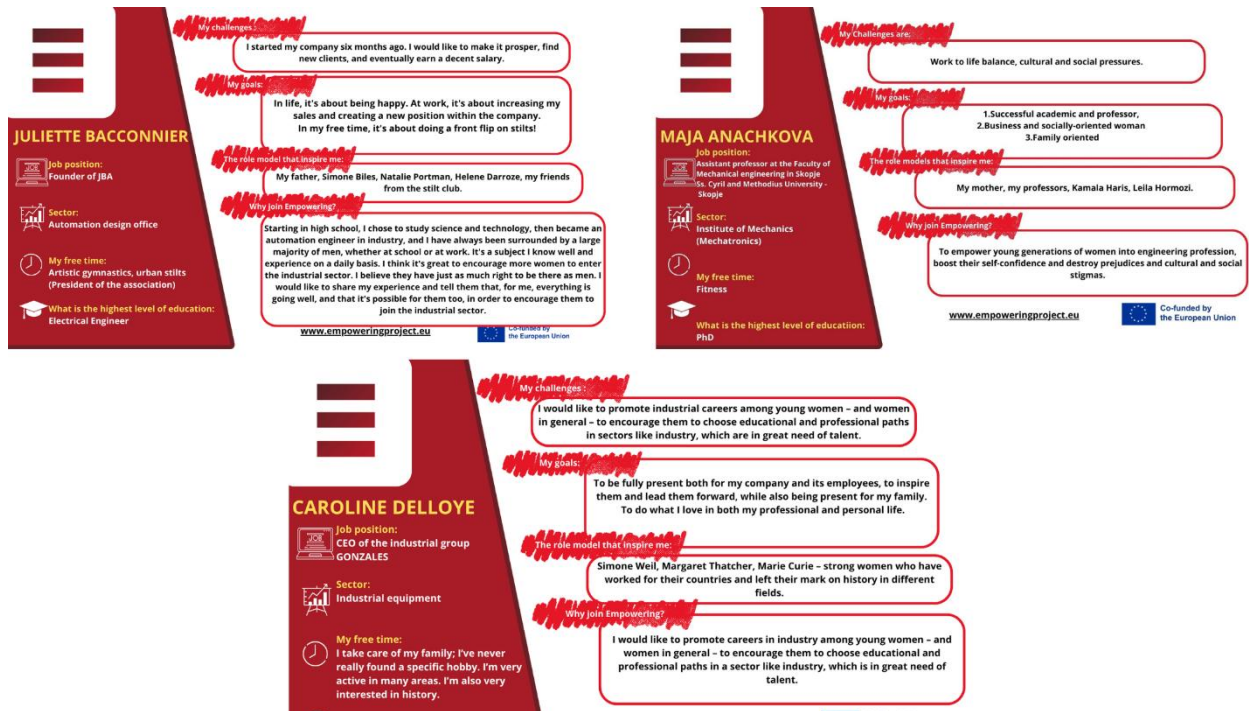 JULIETTE BACCONNIER
Job position:
Founder of JBA
Sector:
Automation design office
My free time:
Artistic gymnastics, urban stilts
(President of the association)
What is the highest level of education:
Electrical Engineer
My challenges :
I started my company six months ago. I would like to make it prosper, find
new clients, and eventually earn a decent salary.
My goals:
In life, it's about being happy. At work, it's about increasing my
sales and creating a new position within the company.
In my free time, it's about doing a front flip on stilts!
The role model that inspire me:
My father, Simone Biles, Natalie Portman, Helene Darroze, my friends
from the stilt club.
Why join Empowering?
Starting in high school, I chose to study science and technology, then became an
automation engineer in industry, and I have always been surrounded by a large
majority of men, whether at school or at work. It's a subject I know well and
experience on a daily basis. I think it's great to encourage more women to enter
the industrial sector. I believe they have just as much right to be there as men. I
would like to share my experience and tell them that, for me, everything is
going well, and that it's possible for them too, in order to encourage them to
join the industrial sector.
www.empoweringproject.eu
Co-funded by
the European Union
MAJA ANACHKOVA
Job position:
Assistant professor at the Faculty of
Mechanical engineering in Skopje
Ss. Cyril and Methodius University -
Skopje
Sector:
Institute of Mechanics
(Mechatronics)
My free time:
Fitness
What is the highest level of educatiion:
PhD
My Challenges are:
Work to life balance, cultural and social pressures.
My goals:
1.Successful academic and professor,
2.Business and socially-oriented woman
3.Family oriented
The role models that inspire me:
My mother, my professors, Kamala Haris, Leila Hormozi.
Why join Empowering?
To empower young generations of women into engineering profession,
boost their self-confidence and destroy prejudices and cultural and social
stigmas.
www.empoweringproject.eu
Co-funded by
the European Union
CAROLINE DELLOYE
JOB
Job position:
CEO of the industrial group
GONZALES
Sector:
Industrial equipment
My free time:
I take care of my family; I've never
really found a specific hobby. I'm very
active in many areas. I'm also very
interested in history.
My challenges :
I would like to promote industrial careers among young women – and women
in general – to encourage them to choose educational and professional paths
in sectors like industry, which are in great need of talent.
My goals:
To be fully present both for my company and its employees, to inspire
them and lead them forward, while also being present for my family.
To do what I love in both my professional and personal life.
The role model that inspire me:
Simone Weil, Margaret Thatcher, Marie Curie – strong women who have
worked for their countries and left their mark on history in different
fields.
Why join Empowering?
I would like to promote careers in industry among young women – and
women in general – to encourage them to choose educational and
professional paths in a sector like industry, which is in great need of
talent.